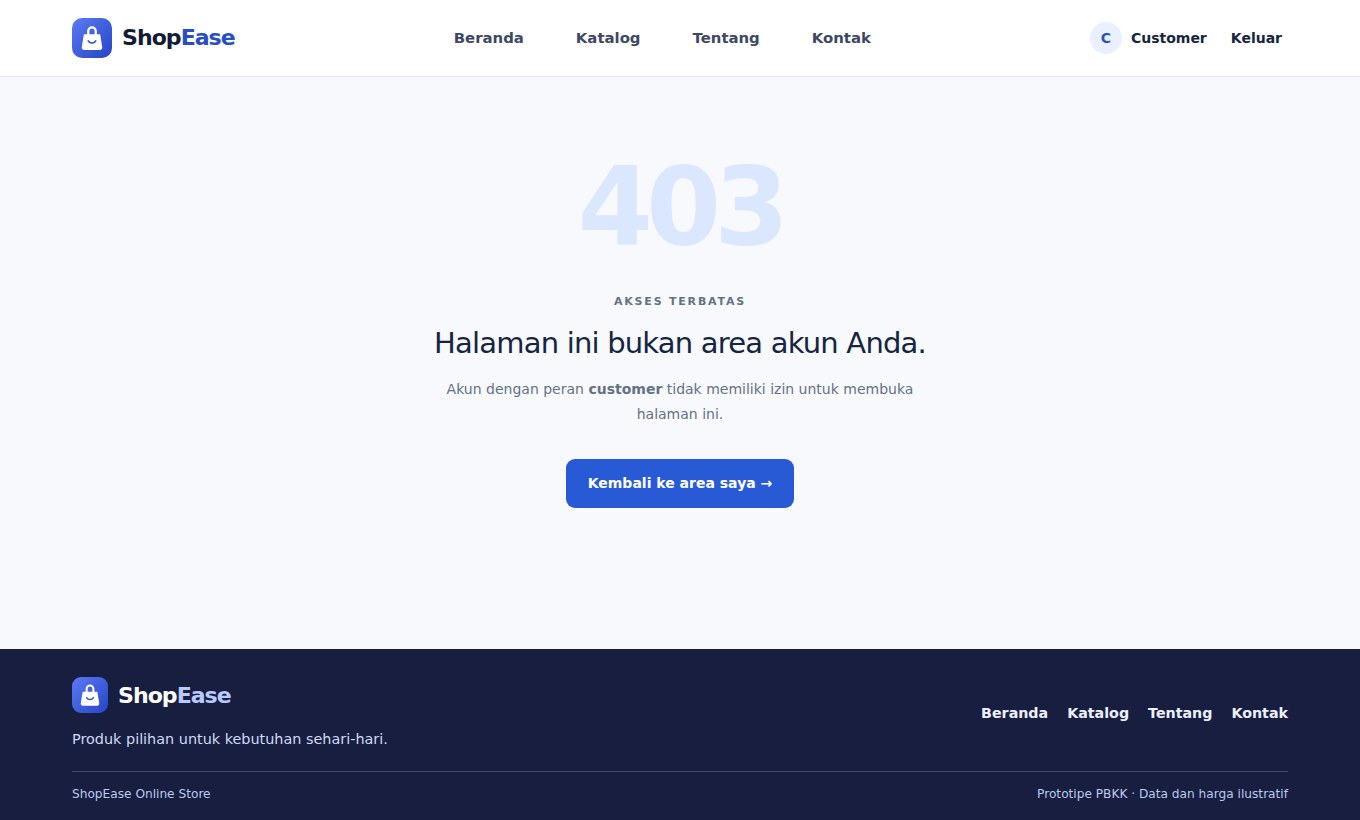 ShopEase
Beranda
Katalog
Tentang
Kontak
C
Customer
Keluar
403
AKSES TERBATAS
Halaman ini bukan area akun Anda.
Akun dengan peran customer tidak memiliki izin untuk membuka
halaman ini.
Kembali ke area saya →
ShopEase
Produk pilihan untuk kebutuhan sehari-hari.
Beranda
Katalog
Tentang
Kontak
ShopEase Online Store
Prototipe PBKK · Data dan harga ilustratif